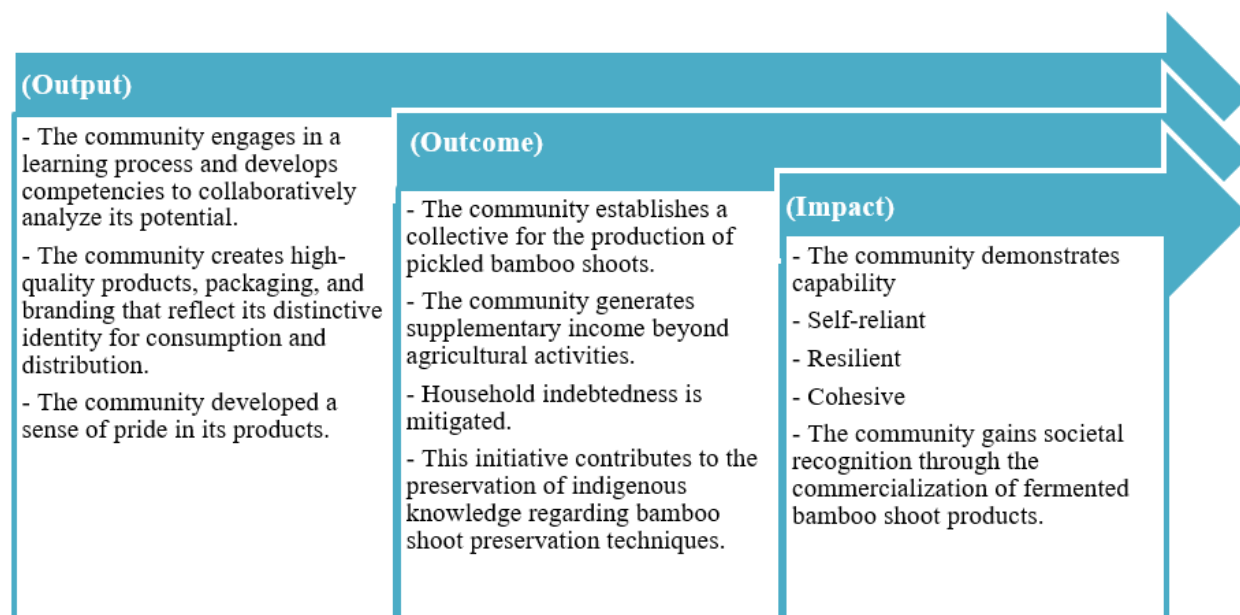 (Output)
- The community engages in a
learning process and develops
competencies to collaboratively
analyze its potential.
- The community creates high-
quality products, packaging, and
branding that reflect its distinctive
identity for consumption and
distribution.
- The community developed a
sense of pride in its products.
(Outcome)
- The community establishes a
collective for the production of
pickled bamboo shoots.
- The community generates
supplementary income beyond
agricultural activities.
- Household indebtedness is
mitigated.
- This initiative contributes to the
preservation of indigenous
knowledge regarding bamboo
shoot preservation techniques.
(Impact)
- The community demonstrates
capability
- Self-reliant
- Resilient
- Cohesive
- The community gains societal
recognition through the
commercialization of fermented
bamboo shoot products.